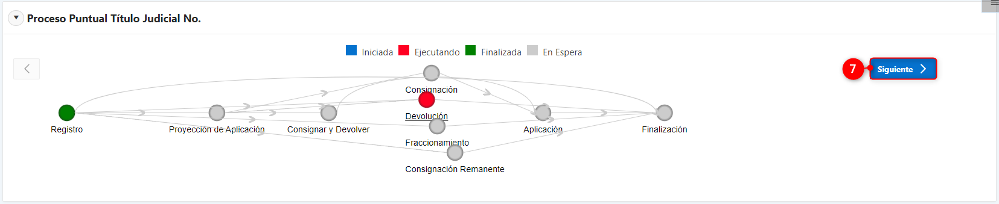 Proceso Puntual Título Judicial No.
Iniciada Ejecutando Finalizada En Espera
7 Siguiente
Consignación
Devolución
Registro Proyección de Aplicación Consignar y Devolver Aplicación Finalización
Fraccionamiento
Consignación Remanente